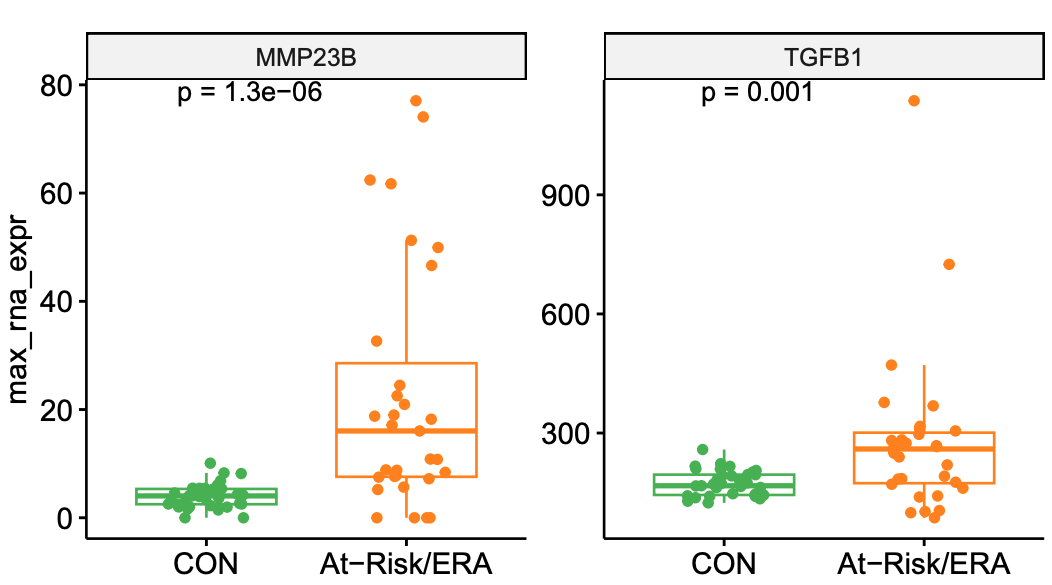 MMP23B
TGFB1
p = 1.3e−06
p = 0.001
max_rna_expr
80
60
40
20
0
900
600
300
CON
At−Risk/ERA
CON
At−Risk/ERA